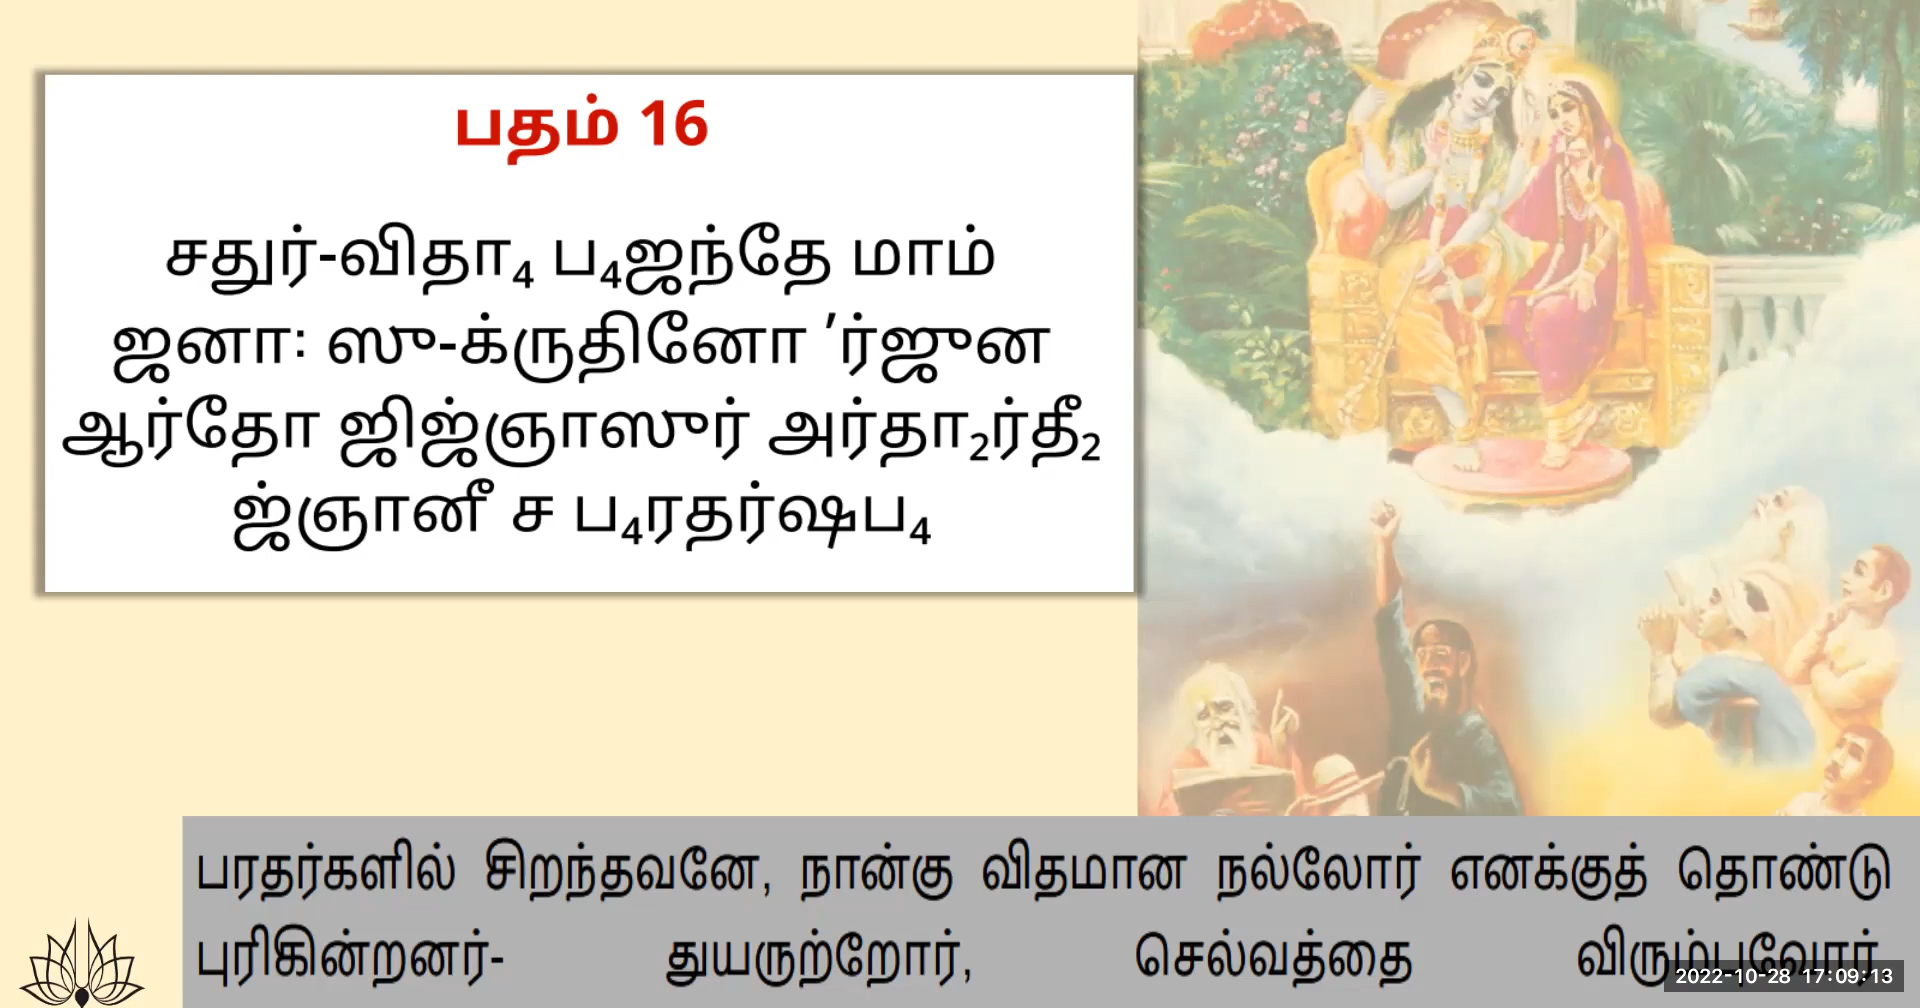 பதம் 16
சதுர்-விதா₄ ப₄ஜந்தே மாம்
ஜனா꞉ ஸு-க்ருதினோ ’ர்ஜுன
ஆர்தோ ஜிஜ்ஞாஸுர் அர்தா₂ர்தீ₂
ஜ்ஞானீ ச ப₄ரதர்ஷப₄
பரதர்களில் சிறந்தவனே, நான்கு விதமான நல்லோர் எனக்குத் தொண்டு
புரிகின்றனர்- துயருற்றோர், செல்வத்தை விரும்புவோர்
2022-10-28 17:09:13